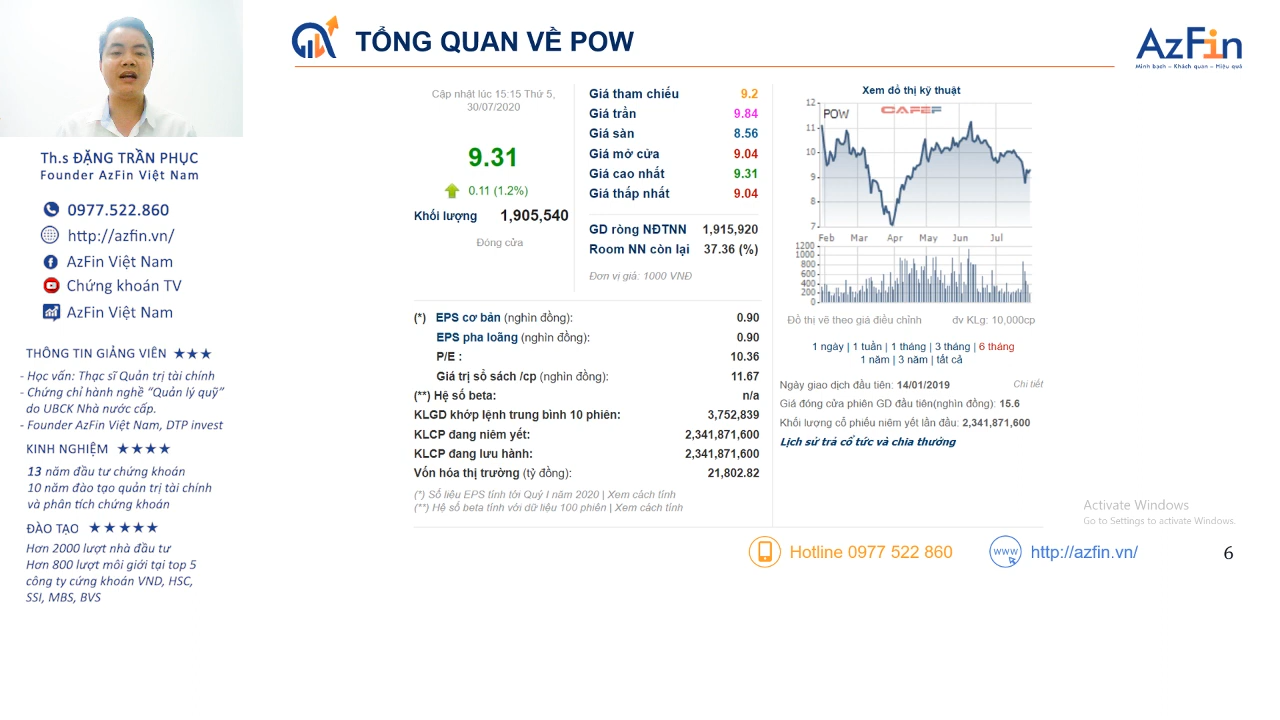 TỔNG QUAN VỀ POW
AzFin
Minh bạch – Khách quan – Hiệu quả
Th.s ĐẶNG TRẦN PHỤC
Founder AzFin Việt Nam
0977.522.860
http://azfin.vn/
AzFin Việt Nam
Chứng khoán TV
AzFin Việt Nam
THÔNG TIN GIẢNG VIÊN ★★★
- Học vấn: Thạc sĩ Quản trị tài chính
- Chứng chỉ hành nghề “Quản lý quỹ”
do UBCK Nhà nước cấp.
- Founder AzFin Việt Nam, DTP invest
KINH NGHIỆM ★★★★
13 năm đầu tư chứng khoán
10 năm đào tạo quản trị tài chính
và phân tích chứng khoán
ĐÀO TẠO ★★★★★
Hơn 2000 lượt nhà đầu tư
Hơn 800 lượt môi giới tại top 5
công ty cứng khoán VND, HSC,
SSI, MBS, BVS
Cập nhật lúc 15:15 Thứ 5,
30/07/2020
9.31
0.11 (1.2%)
Khối lượng 1,905,540
Đóng cửa
Giá tham chiếu 9.2
Giá trần 9.84
Giá sàn 8.56
Giá mở cửa 9.04
Giá cao nhất 9.31
Giá thấp nhất 9.04
GD ròng NĐTNN 1,915,920
Room NN còn lại 37.36 (%)
Đơn vị giá: 1000 VNĐ
(*) EPS cơ bản (nghìn đồng): 0.90
EPS pha loãng (nghìn đồng): 0.90
P/E : 10.36
Giá trị sổ sách /cp (nghìn đồng): 11.67
(**) Hệ số beta: n/a
KLGD khớp lệnh trung bình 10 phiên: 3,752,839
KLCP đang niêm yết: 2,341,871,600
KLCP đang lưu hành: 2,341,871,600
Vốn hóa thị trường (tỷ đồng): 21,802.82
(*) Số liệu EPS tính tới Quý I năm 2020 | Xem cách tính
(**) Hệ số beta tính với dữ liệu 100 phiên | Xem cách tính
Xem đồ thị kỹ thuật
POW
CAFEF
12
11
10
9
8
7
Feb Mar Apr May Jun Jul
1200
1000
800
600
400
200
0
Đồ thị vẽ theo giá điều chỉnh đv KLg: 10,000cp
1 ngày | 1 tuần | 1 tháng | 3 tháng | 6 tháng
1 năm | 3 năm | tất cả
Ngày giao dịch đầu tiên: 14/01/2019 Chi tiết
Giá đóng cửa phiên GD đầu tiên(nghìn đồng): 15.6
Khối lượng cổ phiếu niêm yết lần đầu: 2,341,871,600
Lịch sử trả cổ tức và chia thưởng
Activate Windows
Go to Settings to activate Windows.
Hotline 0977 522 860
www
http://azfin.vn/
6